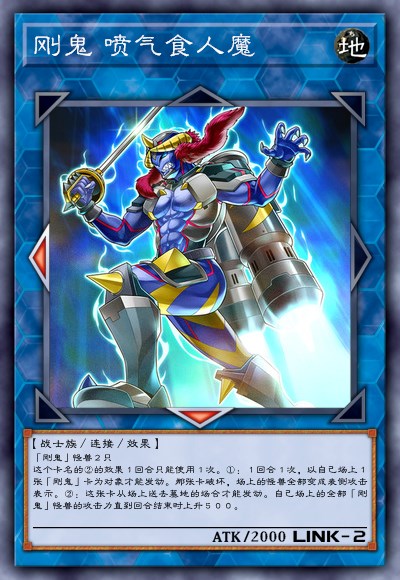 刚鬼 喷气食人魔
地
【战士族／连接／效果】
「刚鬼」怪兽２只
这个卡名的②的效果１回合只能使用１次。①：１回合１次，以自己场上１
张「刚鬼」卡为对象才能发动。那张卡破坏，场上的怪兽全部变成表侧攻击
表示。②：这张卡从场上送去墓地的场合才能发动。自己场上的全部「刚
鬼」怪兽的攻击力直到回合结束时上升５００。
ATK/2000 LINK-2